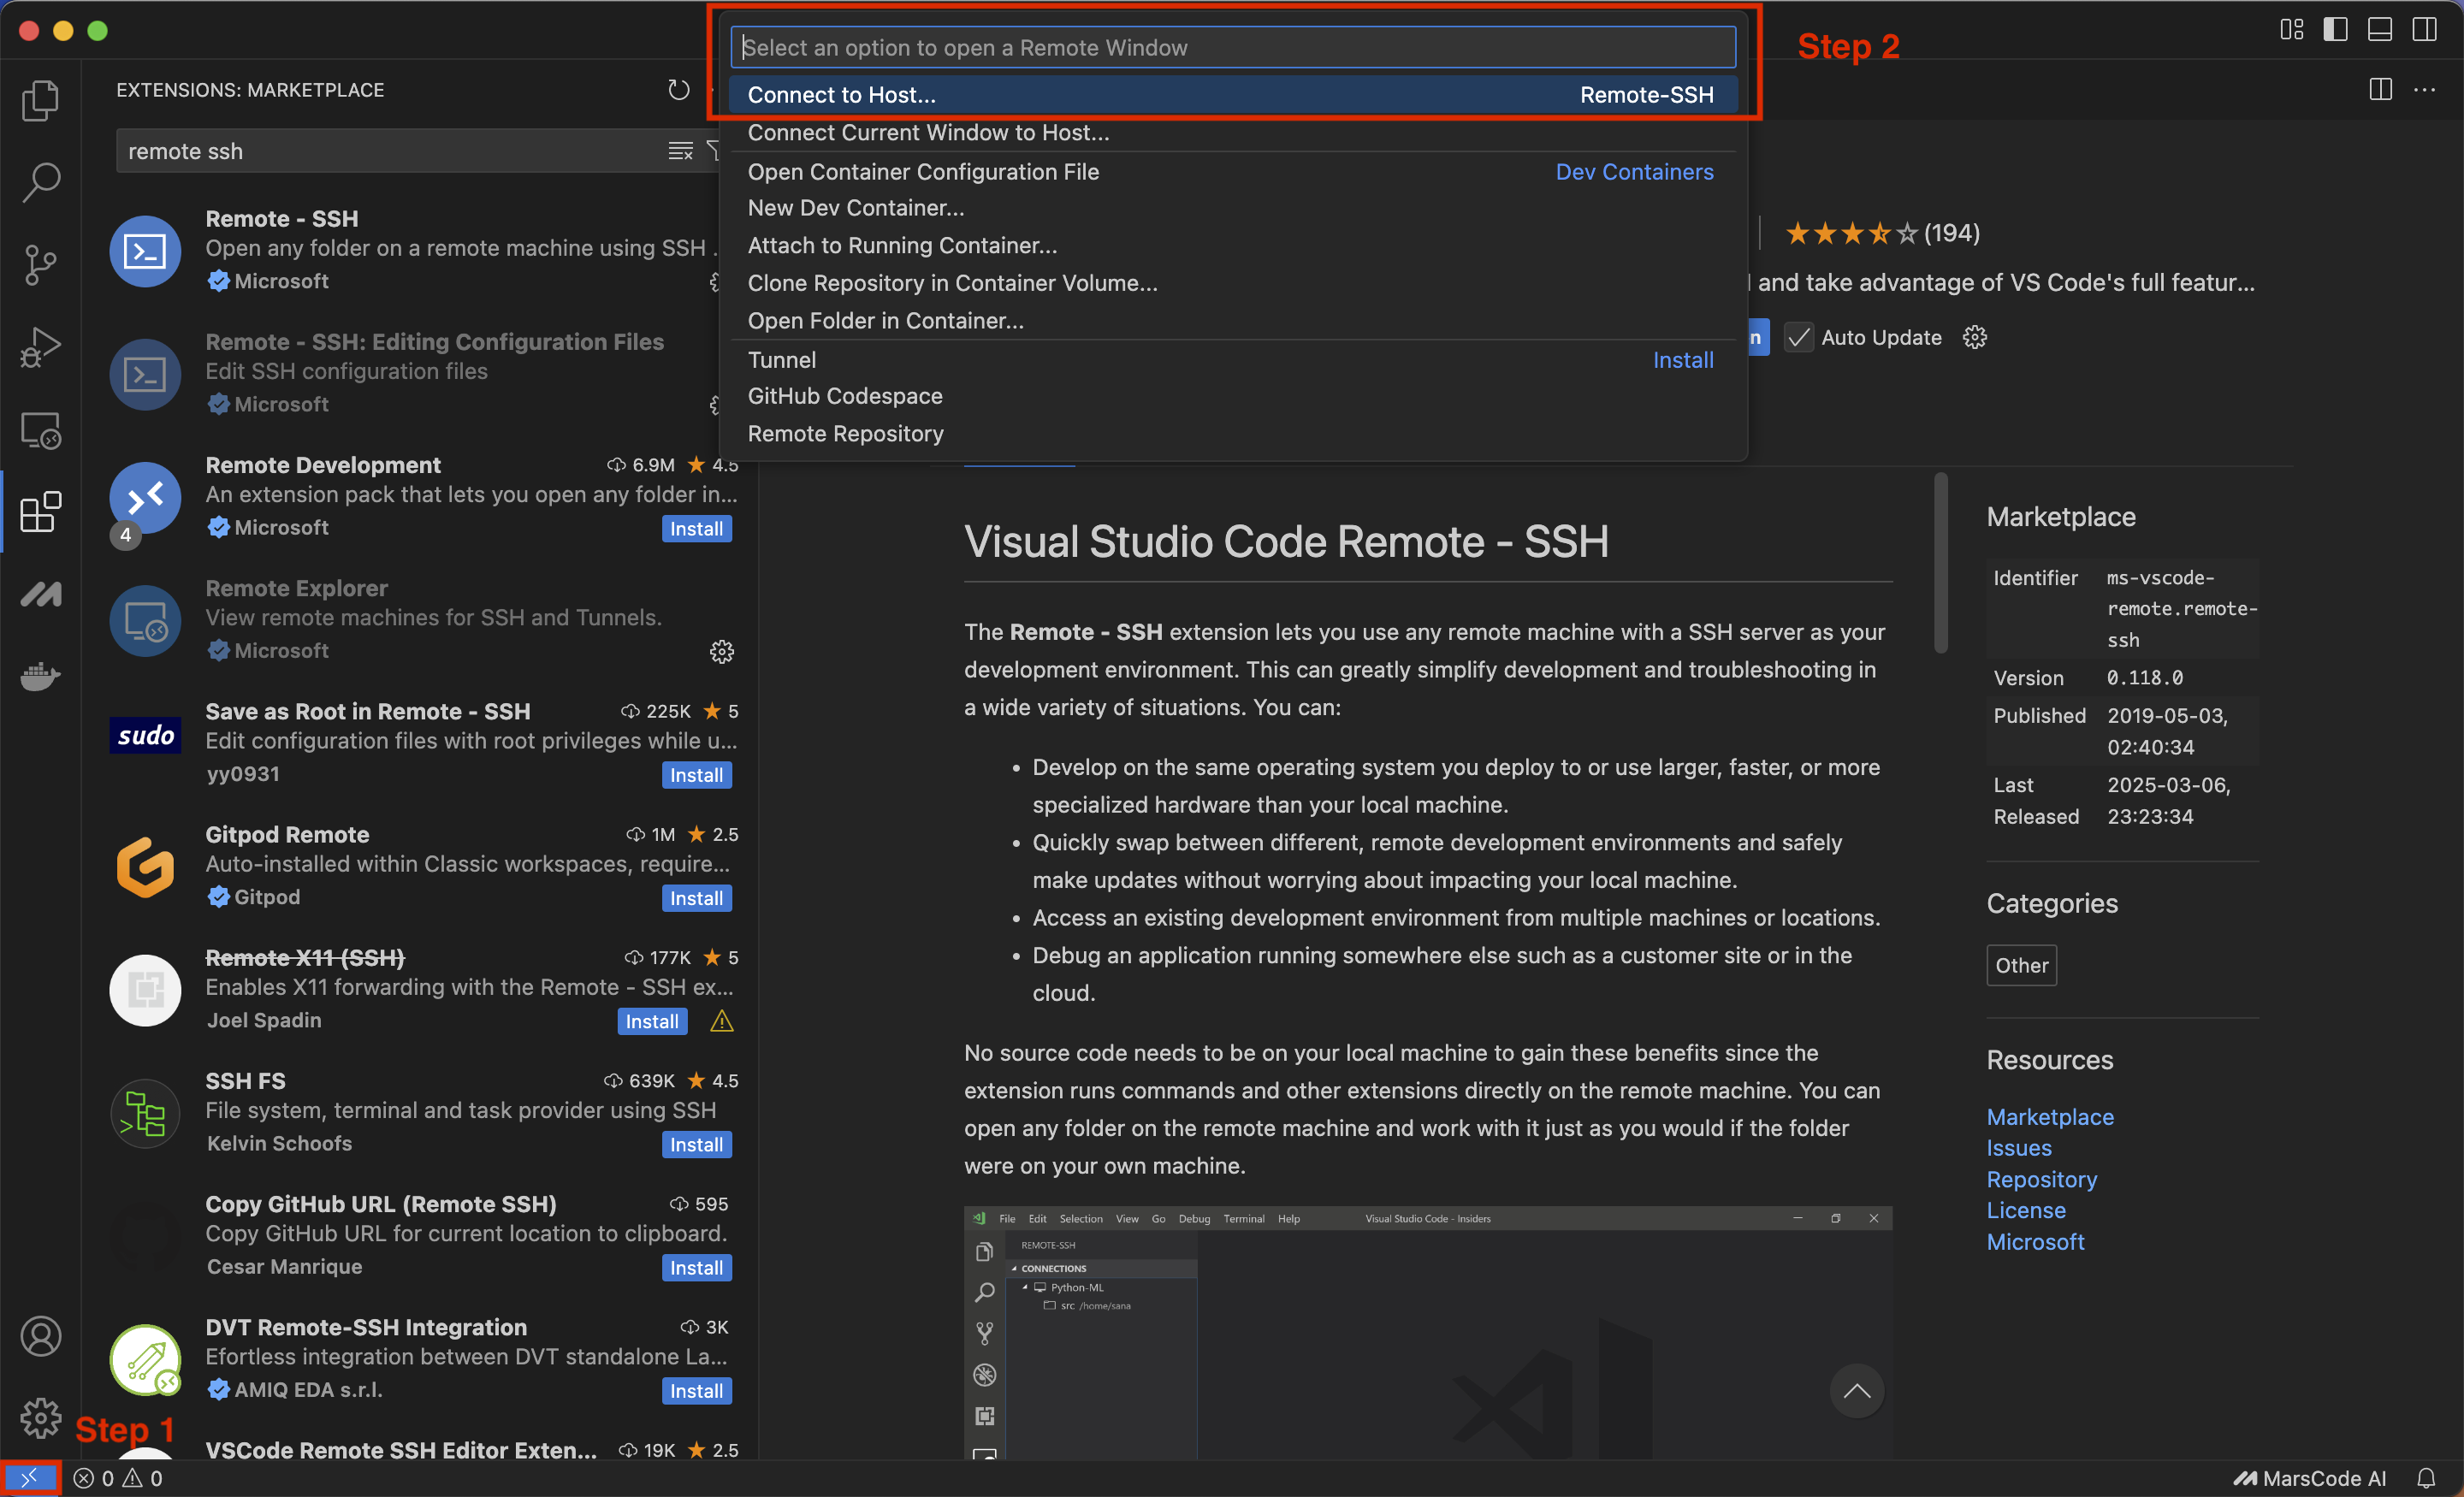 Select an option to open a Remote Window
Step 2
Connect to Host... Remote-SSH
Connect Current Window to Host...
Open Container Configuration File Dev Containers
New Dev Container...
Attach to Running Container...
Clone Repository in Container Volume...
Open Folder in Container...
Tunnel Install
GitHub Codespace
Remote Repository
EXTENSIONS: MARKETPLACE
remote ssh
Remote - SSH
Open any folder on a remote machine using SSH .
Microsoft
Remote - SSH: Editing Configuration Files
Edit SSH configuration files
Microsoft
Remote Development 6.9M 4.5
An extension pack that lets you open any folder in...
Microsoft Install
4
Remote Explorer
View remote machines for SSH and Tunnels.
Microsoft
Save as Root in Remote - SSH 225K 5
sudo
Edit configuration files with root privileges while u...
yy0931 Install
Gitpod Remote 1M 2.5
Auto-installed within Classic workspaces, require...
Gitpod Install
Remote X11 (SSH) 177K 5
Enables X11 forwarding with the Remote - SSH ex...
Joel Spadin Install
SSH FS 639K 4.5
File system, terminal and task provider using SSH
Kelvin Schoofs Install
Copy GitHub URL (Remote SSH) 595
Copy GitHub URL for current location to clipboard.
Cesar Manrique Install
DVT Remote-SSH Integration 3K
Efortless integration between DVT standalone La...
AMIQ EDA s.r.l. Install
Step 1
VSCode Remote SSH Editor Exten... 19K 2.5
0 0
(194)
and take advantage of VS Code's full featur...
n Auto Update
Visual Studio Code Remote - SSH
The Remote - SSH extension lets you use any remote machine with a SSH server as your
development environment. This can greatly simplify development and troubleshooting in
a wide variety of situations. You can:
• Develop on the same operating system you deploy to or use larger, faster, or more
specialized hardware than your local machine.
• Quickly swap between different, remote development environments and safely
make updates without worrying about impacting your local machine.
• Access an existing development environment from multiple machines or locations.
• Debug an application running somewhere else such as a customer site or in the
cloud.
No source code needs to be on your local machine to gain these benefits since the
extension runs commands and other extensions directly on the remote machine. You can
open any folder on the remote machine and work with it just as you would if the folder
were on your own machine.
File Edit Selection View Go Debug Terminal Help Visual Studio Code - Insiders
REMOTE-SSH
CONNECTIONS
Python-ML
src /home/sana
Marketplace
Identifier ms-vscode-
remote.remote-
ssh
Version 0.118.0
Published 2019-05-03,
02:40:34
Last 2025-03-06,
Released 23:23:34
Categories
Other
Resources
Marketplace
Issues
Repository
License
Microsoft
MarsCode AI